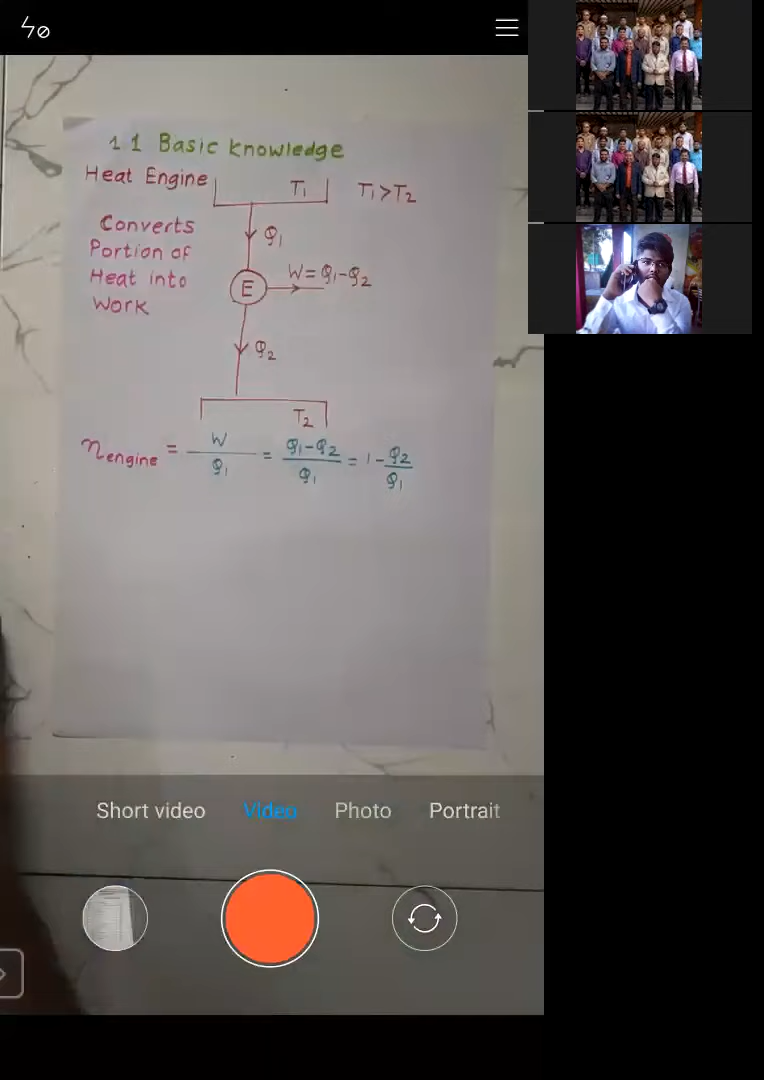 1 1 Basic knowledge
Heat Engine
T1
T1>T2
Converts
Portion of
Heat into
Work
Q1
E
W=Q1-Q2
Q2
T2
ηengine = W/Q1 = Q1-Q2/Q1 = 1-Q2/Q1
Short video Video Photo Portrait